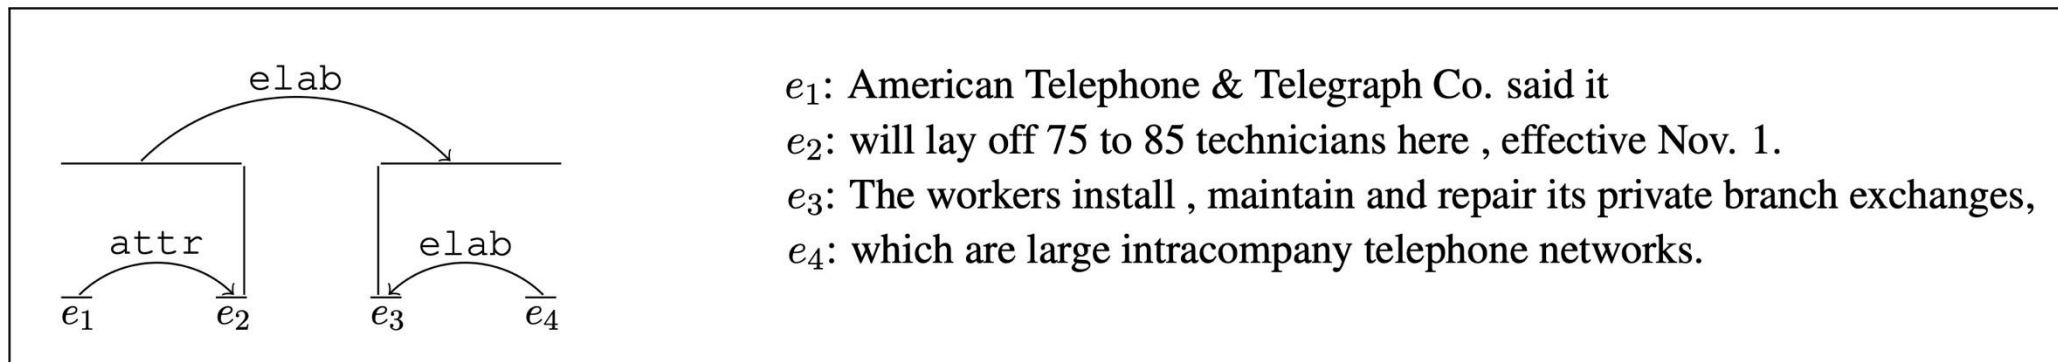 elab
attr
elab
e₁ e₂ e₃ e₄
e₁: American Telephone & Telegraph Co. said it
e₂: will lay off 75 to 85 technicians here , effective Nov. 1.
e₃: The workers install , maintain and repair its private branch exchanges,
e₄: which are large intracompany telephone networks.